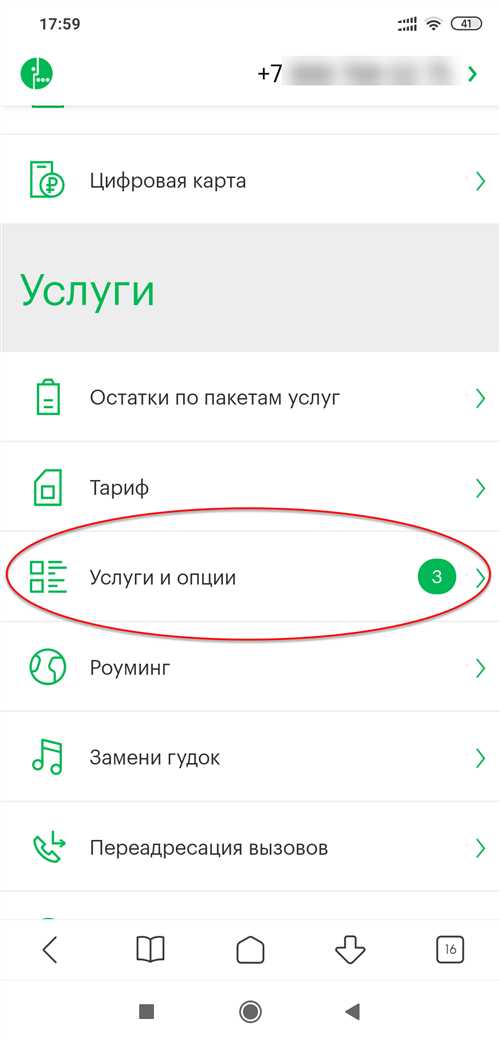 17:59
41
+7
Цифровая карта
Услуги
Остатки по пакетам услуг
Тариф
Услуги и опции
3
Роуминг
Замени гудок
Переадресация вызовов
16